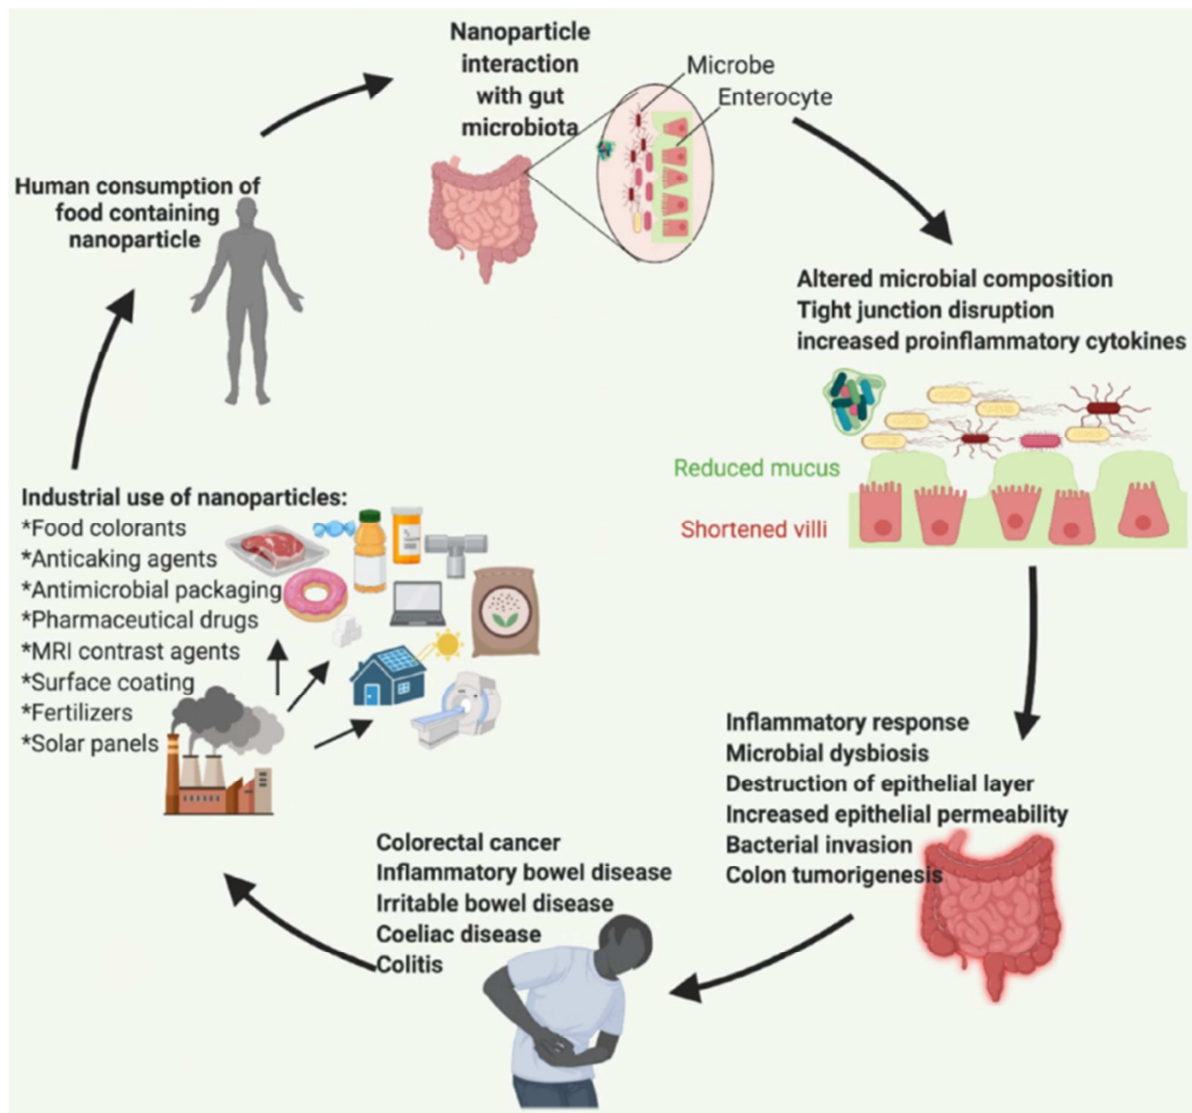 Nanoparticle
interaction
with gut
microbiota
Microbe
Enterocyte
Human consumption of
food containing
nanoparticle
Altered microbial composition
Tight junction disruption
increased proinflammatory cytokines
Reduced mucus
Shortened villi
Industrial use of nanoparticles:
*Food colorants
*Anticaking agents
*Antimicrobial packaging
*Pharmaceutical drugs
*MRI contrast agents
*Surface coating
*Fertilizers
*Solar panels
Inflammatory response
Microbial dysbiosis
Destruction of epithelial layer
Increased epithelial permeability
Bacterial invasion
Colon tumorigenesis
Colorectal cancer
Inflammatory bowel disease
Irritable bowel disease
Coeliac disease
Colitis